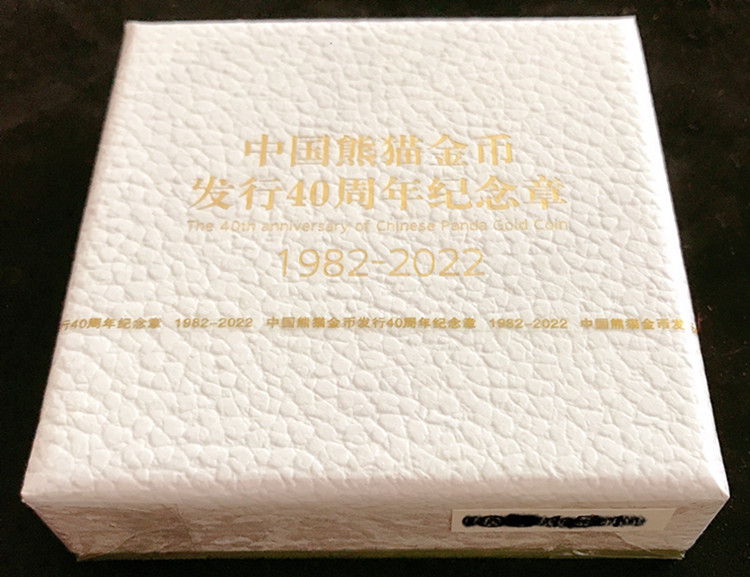 中国熊猫金币
发行40周年纪念章
The 40th anniversary of Chinese Panda Gold Coin
1982-2022
行40周年纪念章 1982-2022 中国熊猫金币发行40周年纪念章 1982-2022 中国熊猫金币发